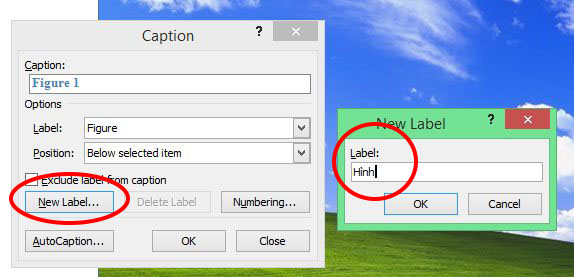 Caption
?
Caption:
Figure 1
Options
Label: Figure
Position: Below selected item
Exclude label from caption
New Label... Delete Label Numbering...
AutoCaption... OK Close
New Label
?
Label:
Hình
OK Cancel